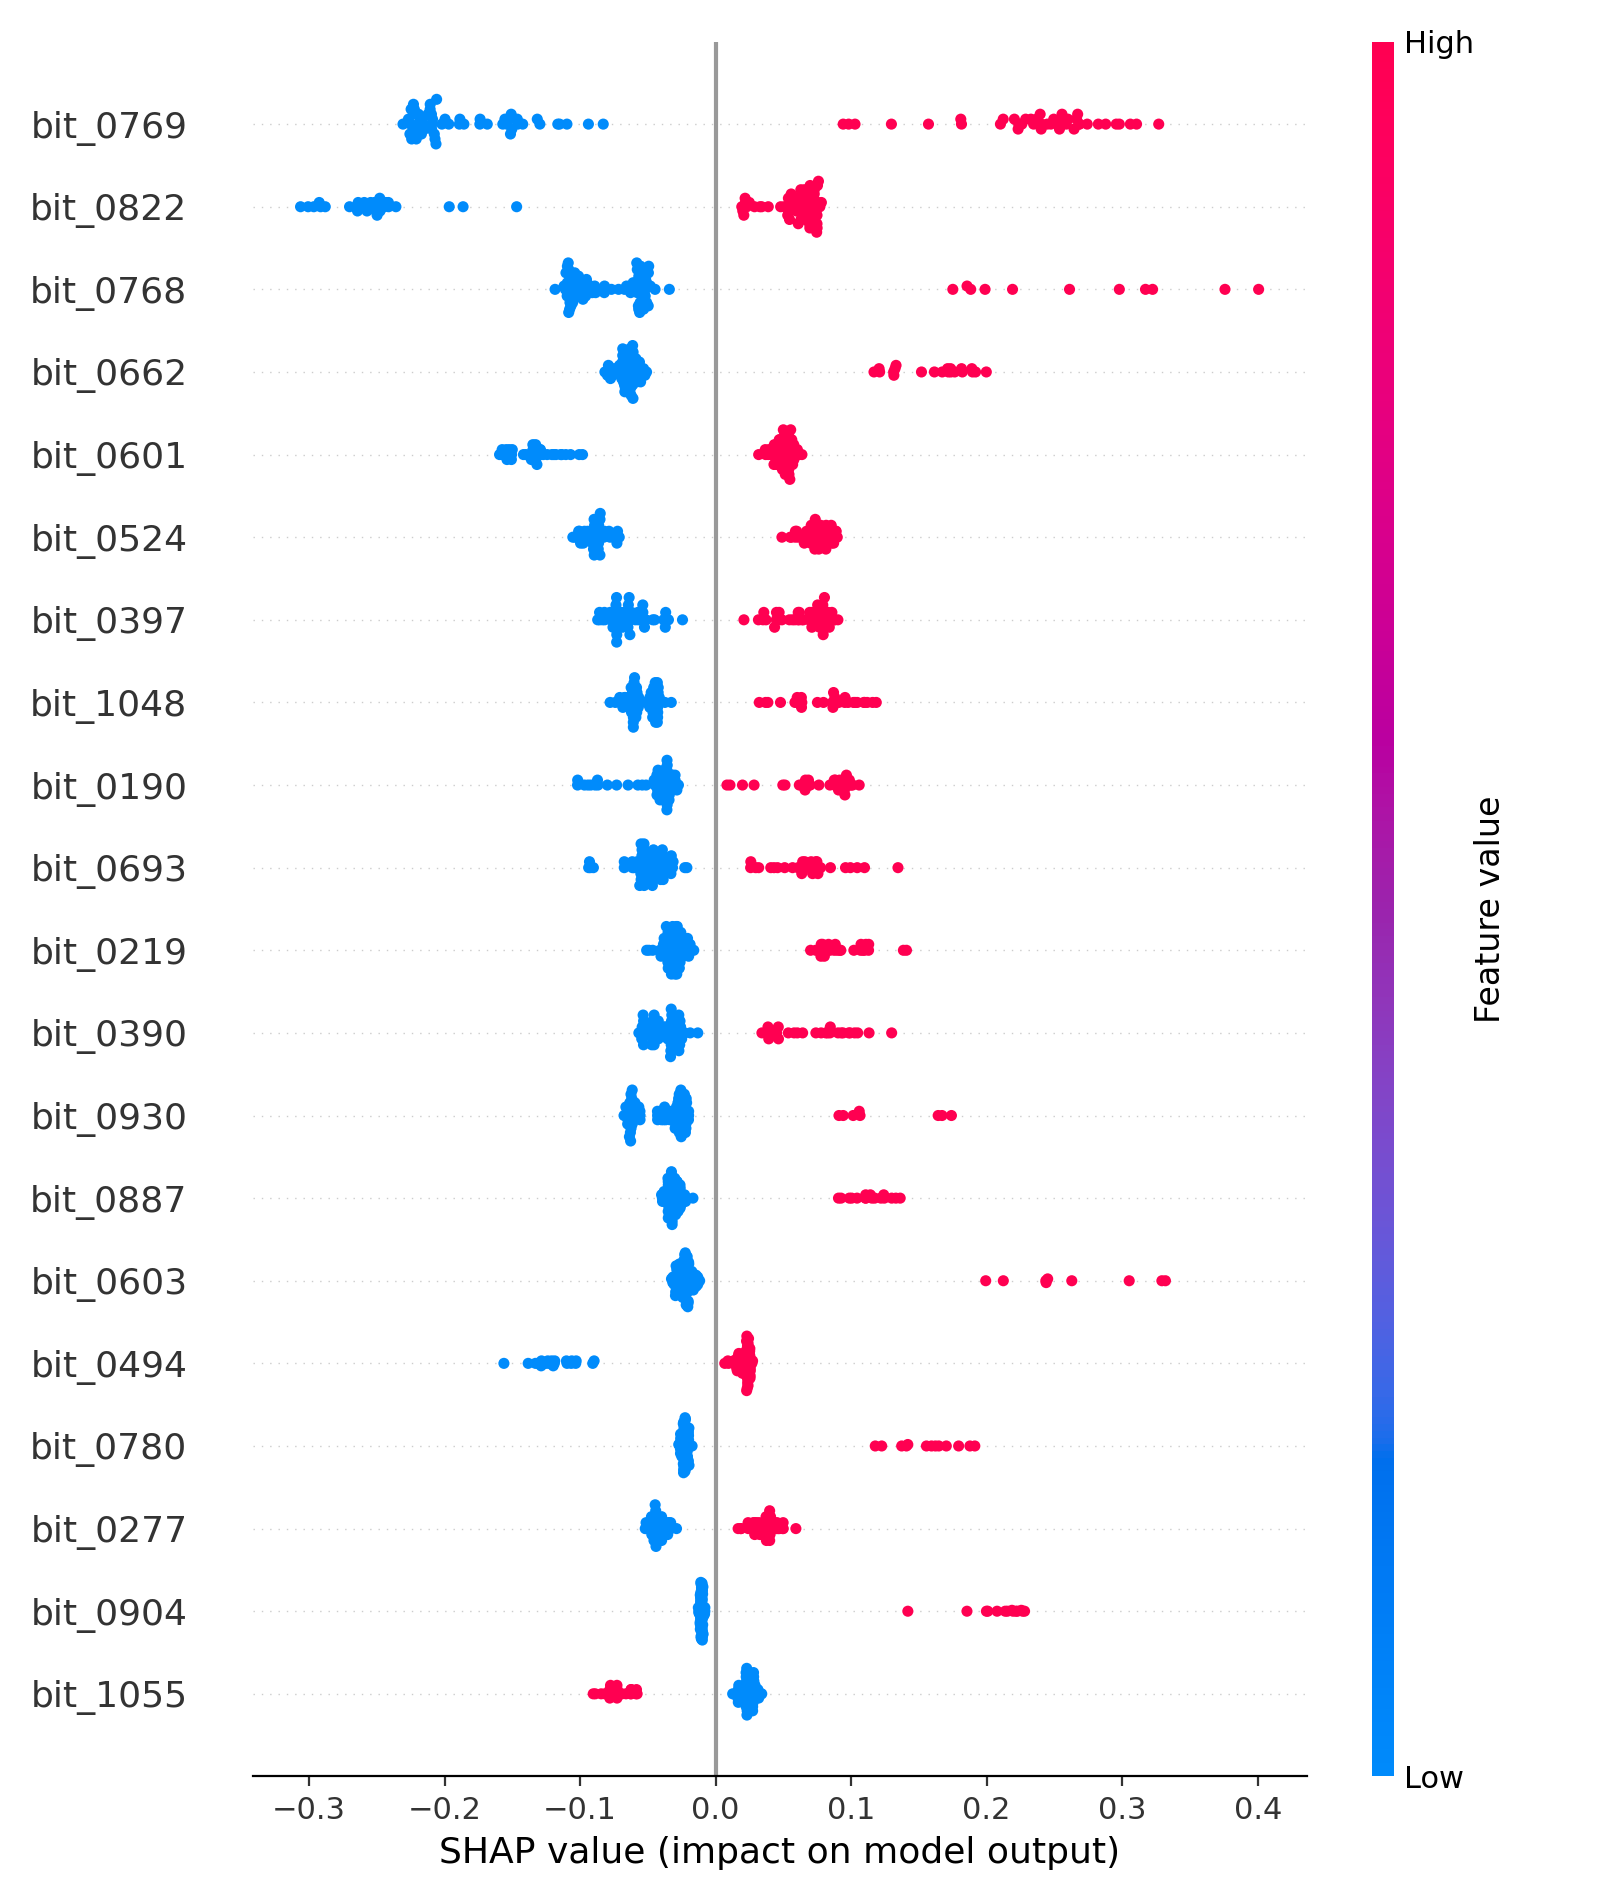 High
bit_0769
bit_0822
bit_0768
bit_0662
bit_0601
bit_0524
bit_0397
bit_1048
bit_0190
bit_0693
bit_0219
bit_0390
bit_0930
bit_0887
bit_0603
bit_0494
bit_0780
bit_0277
bit_0904
bit_1055
Feature value
Low
−0.3 −0.2 −0.1 0.0 0.1 0.2 0.3 0.4
SHAP value (impact on model output)